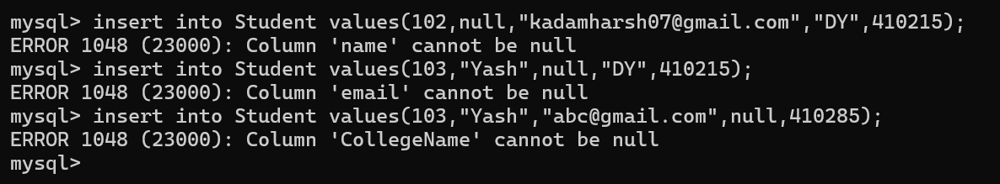 mysql> insert into Student values(102,null,"kadamharsh07@gmail.com","DY",410215);
ERROR 1048 (23000): Column 'name' cannot be null
mysql> insert into Student values(103,"Yash",null,"DY",410215);
ERROR 1048 (23000): Column 'email' cannot be null
mysql> insert into Student values(103,"Yash","abc@gmail.com",null,410285);
ERROR 1048 (23000): Column 'CollegeName' cannot be null
mysql>